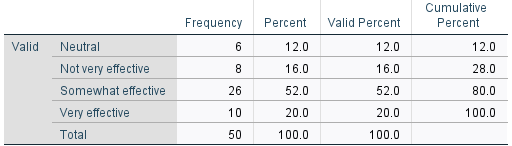 Frequency Percent Valid Percent Cumulative Percent
Valid Neutral 6 12.0 12.0 12.0
Not very effective 8 16.0 16.0 28.0
Somewhat effective 26 52.0 52.0 80.0
Very effective 10 20.0 20.0 100.0
Total 50 100.0 100.0